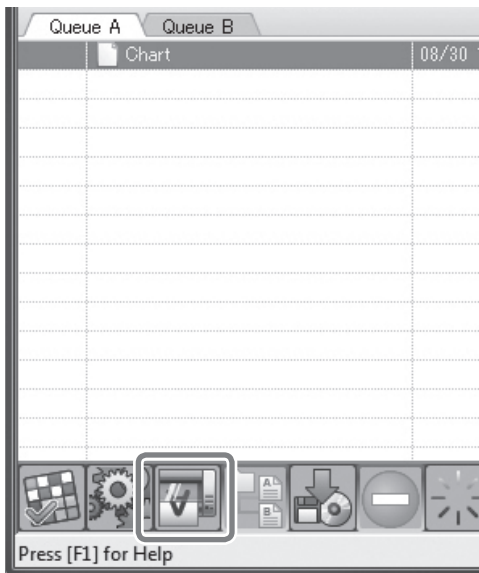 Queue A Queue B
Chart 08/30
V
A
B
Press [F1] for Help